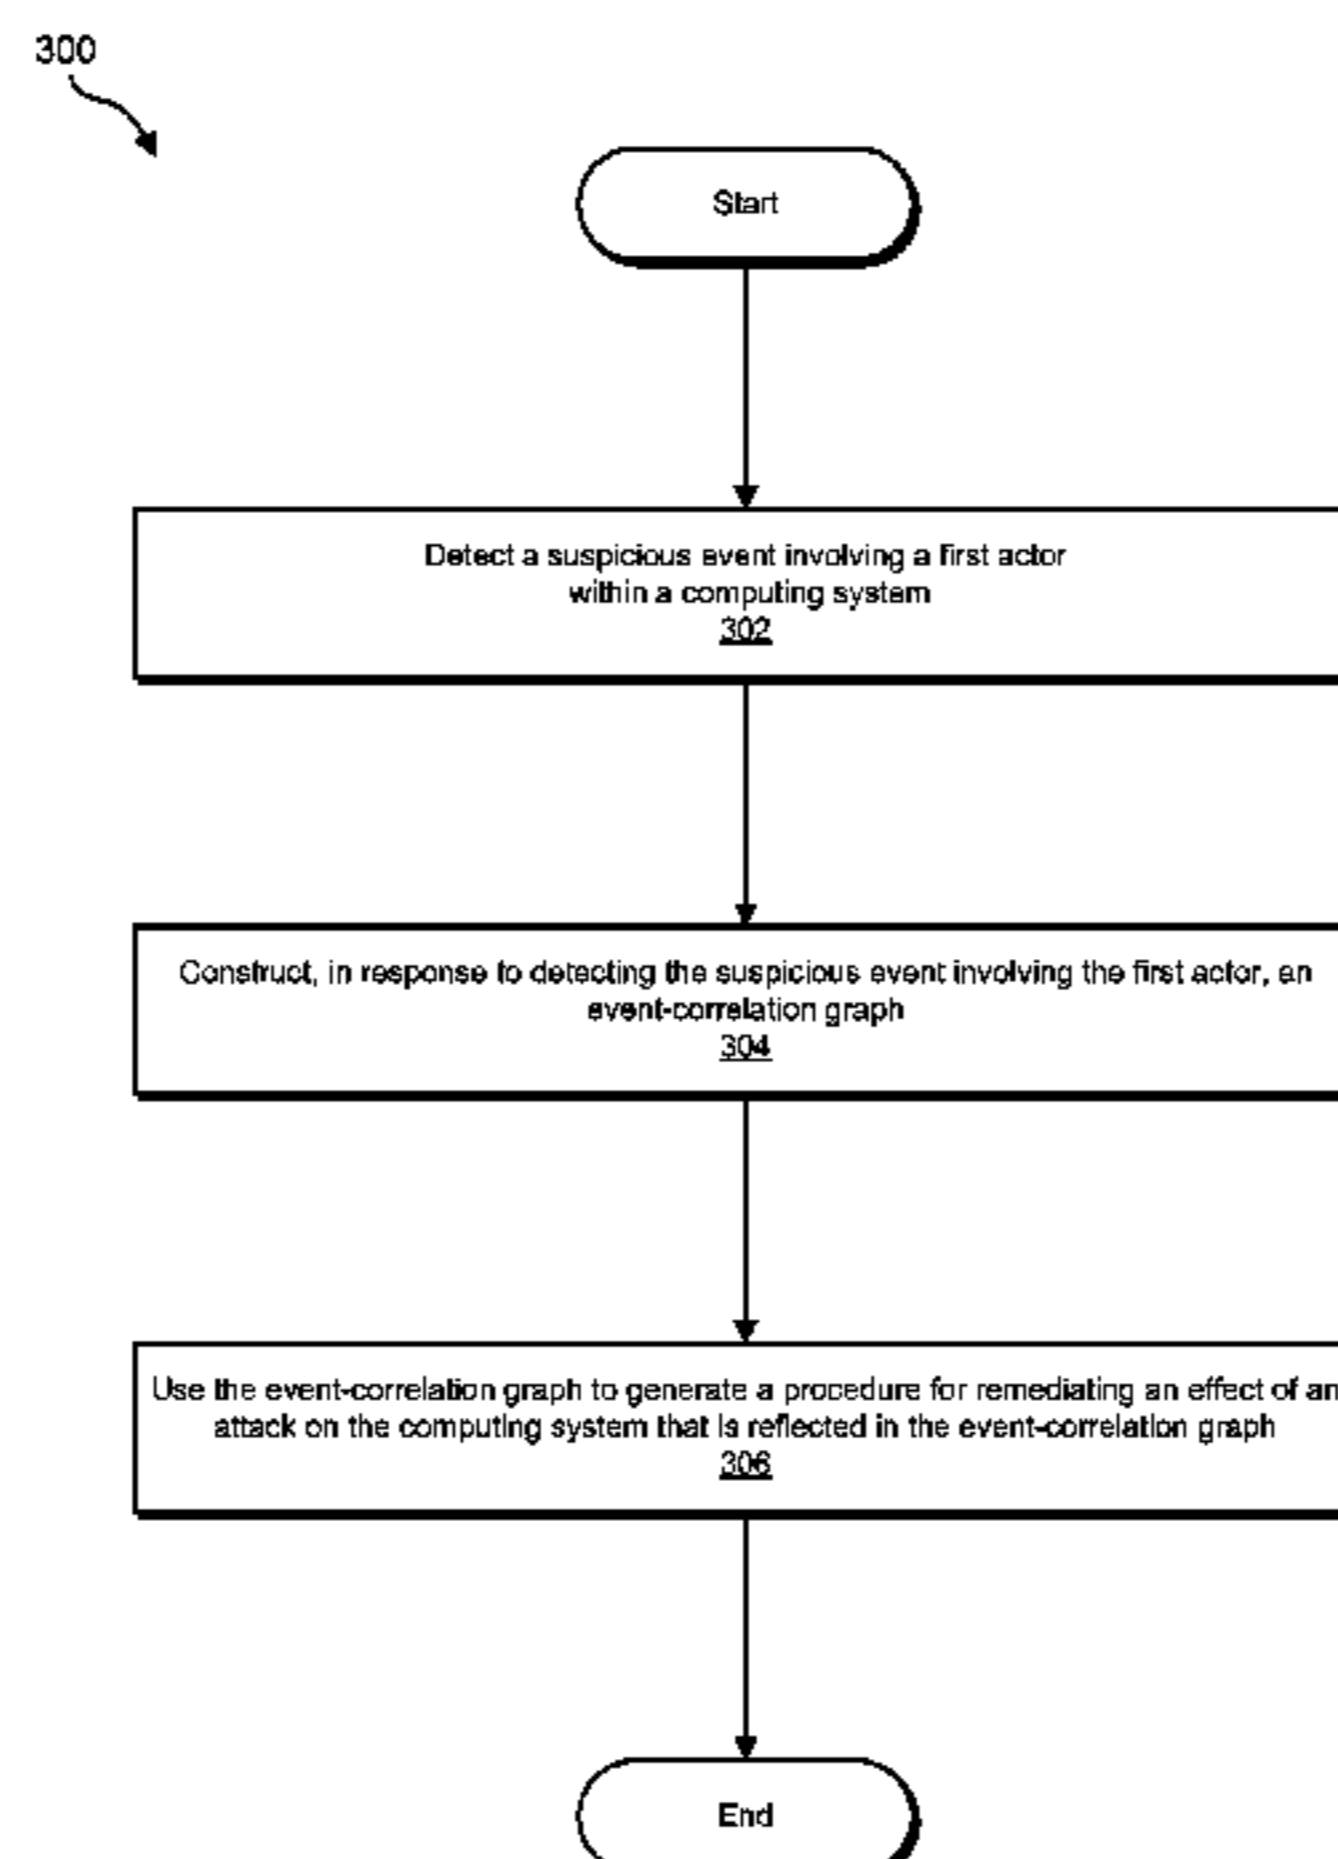 300
Start
Detect a suspicious event involving a first actor
within a computing system
302
Construct, in response to detecting the suspicious event involving the first actor, an
event-correlation graph
304
Use the event-correlation graph to generate a procedure for remediating an effect of an
attack on the computing system that is reflected in the event-correlation graph
306
End